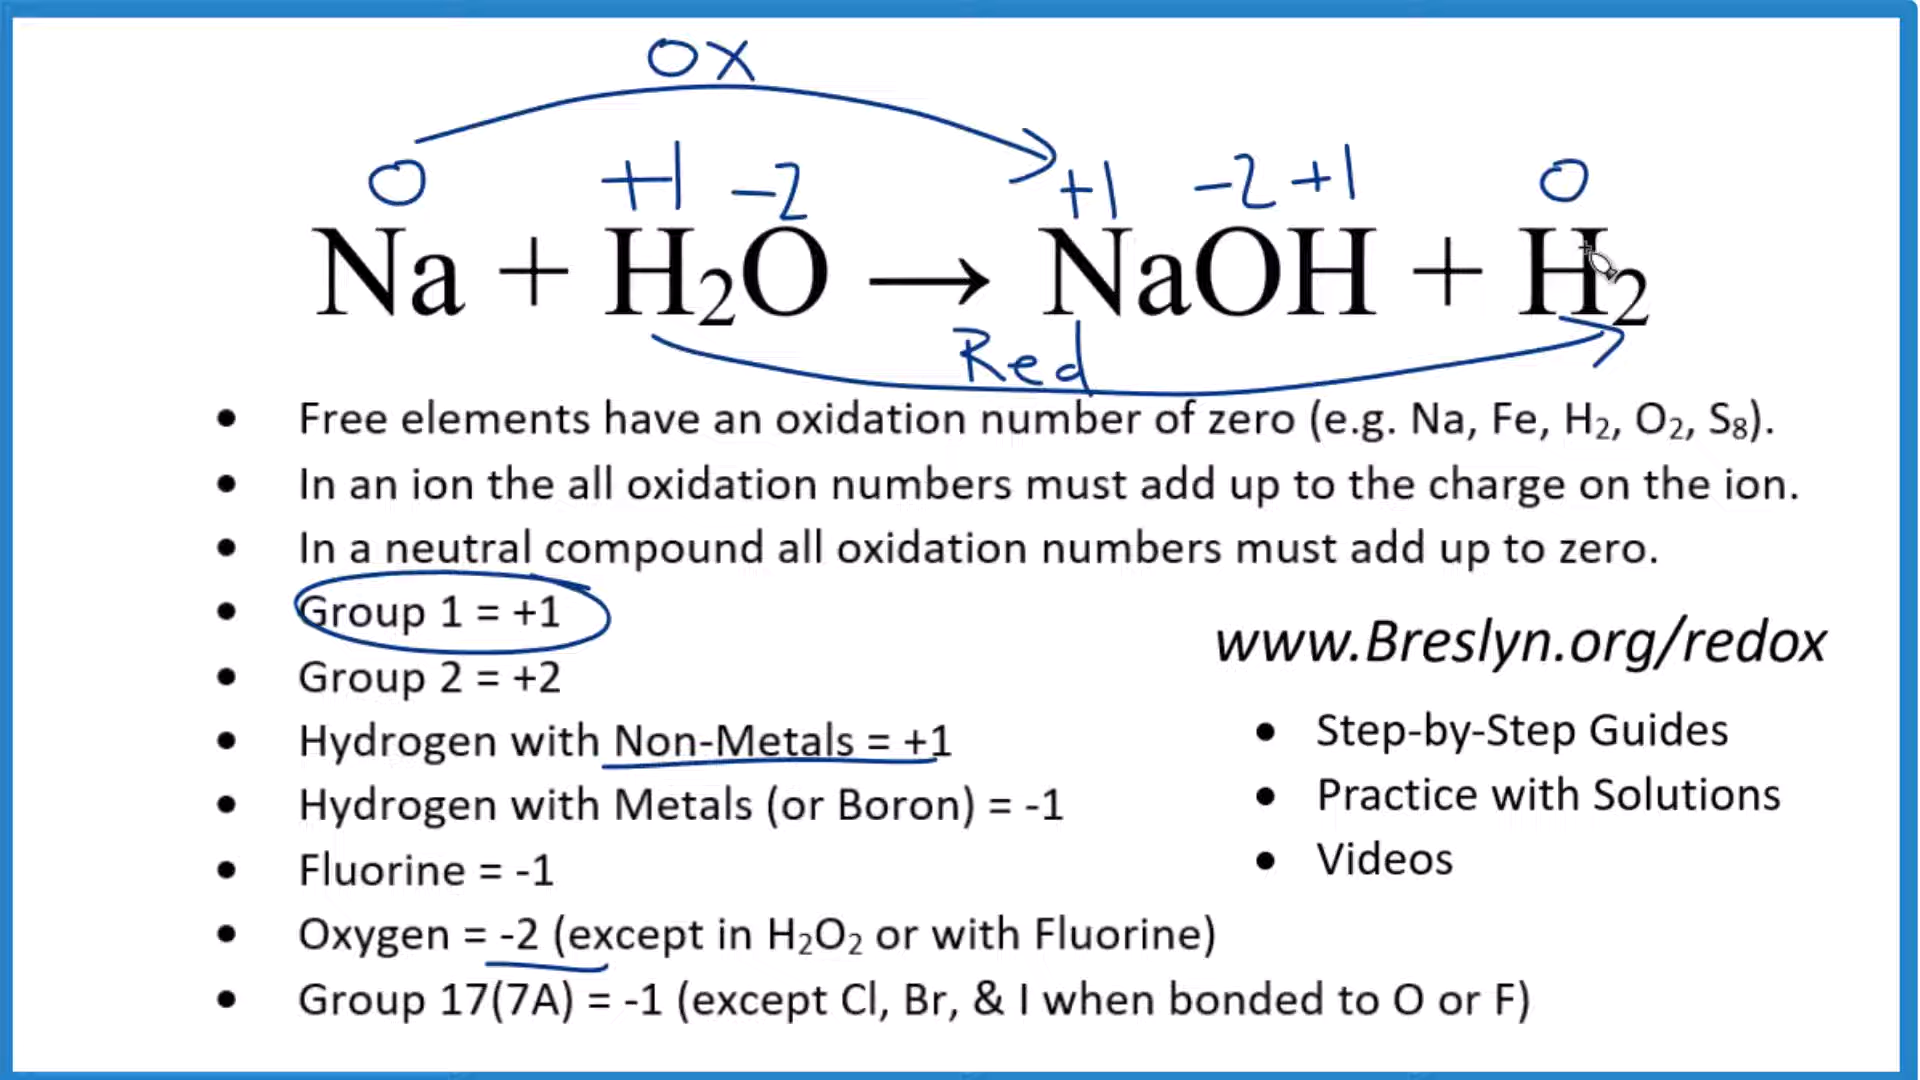 OX
0 +1 -2 +1 -2 +1 0
Na + H₂O → NaOH + H₂
Red
• Free elements have an oxidation number of zero (e.g. Na, Fe, H₂, O₂, S₈).
• In an ion the all oxidation numbers must add up to the charge on the ion.
• In a neutral compound all oxidation numbers must add up to zero.
• Group 1 = +1
• Group 2 = +2
• Hydrogen with Non-Metals = +1
• Hydrogen with Metals (or Boron) = -1
• Fluorine = -1
• Oxygen = -2 (except in H₂O₂ or with Fluorine)
• Group 17(7A) = -1 (except Cl, Br, & I when bonded to O or F)
www.Breslyn.org/redox
• Step-by-Step Guides
• Practice with Solutions
• Videos